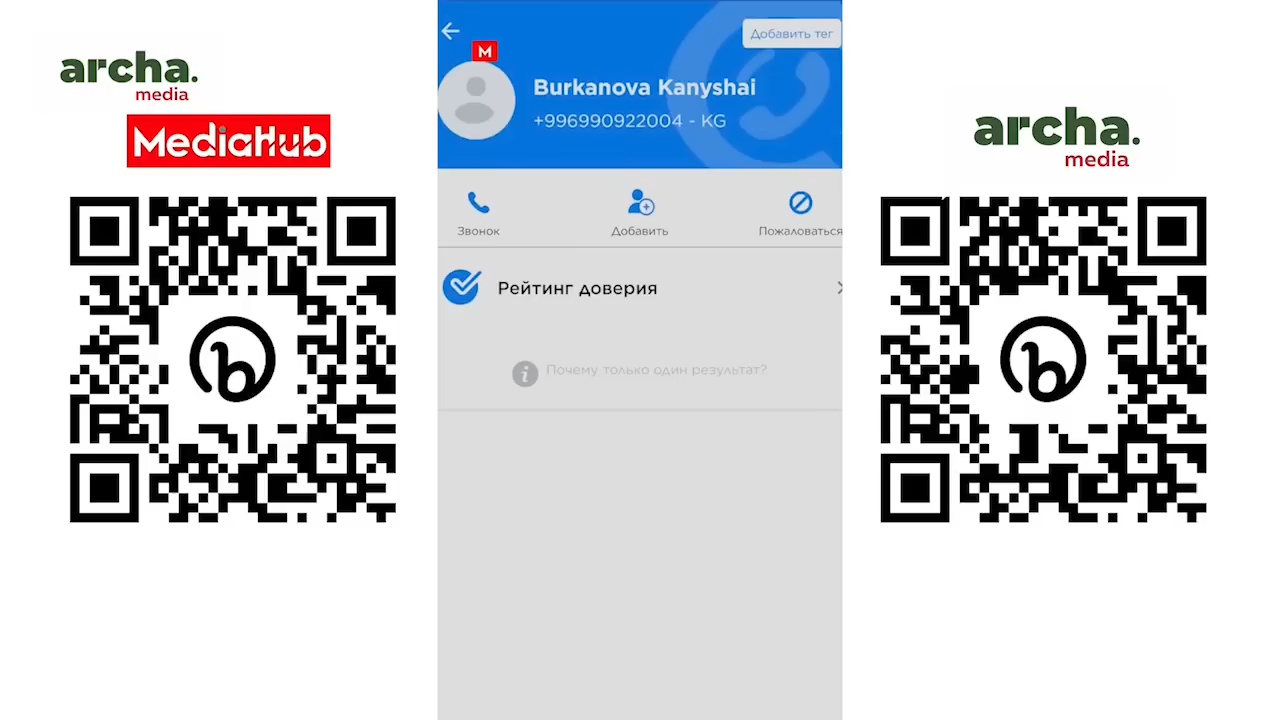 archa.
media
MediaHub
Добавить тег
M
Burkanova Kanyshai
+996990922004 - KG
Звонок
Добавить
Пожаловаться
Рейтинг доверия
Почему только один результат?
archa.
media